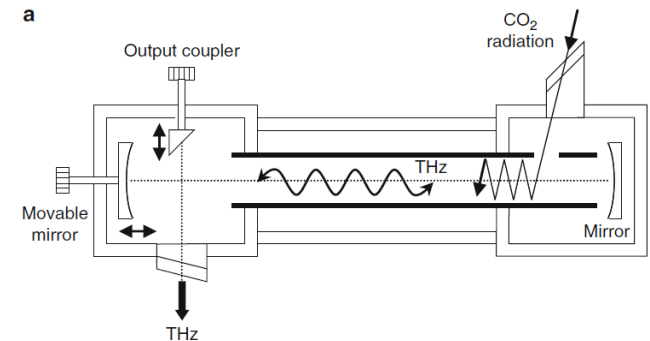 a
CO2
radiation
Output coupler
THz
Movable
mirror
Mirror
THz